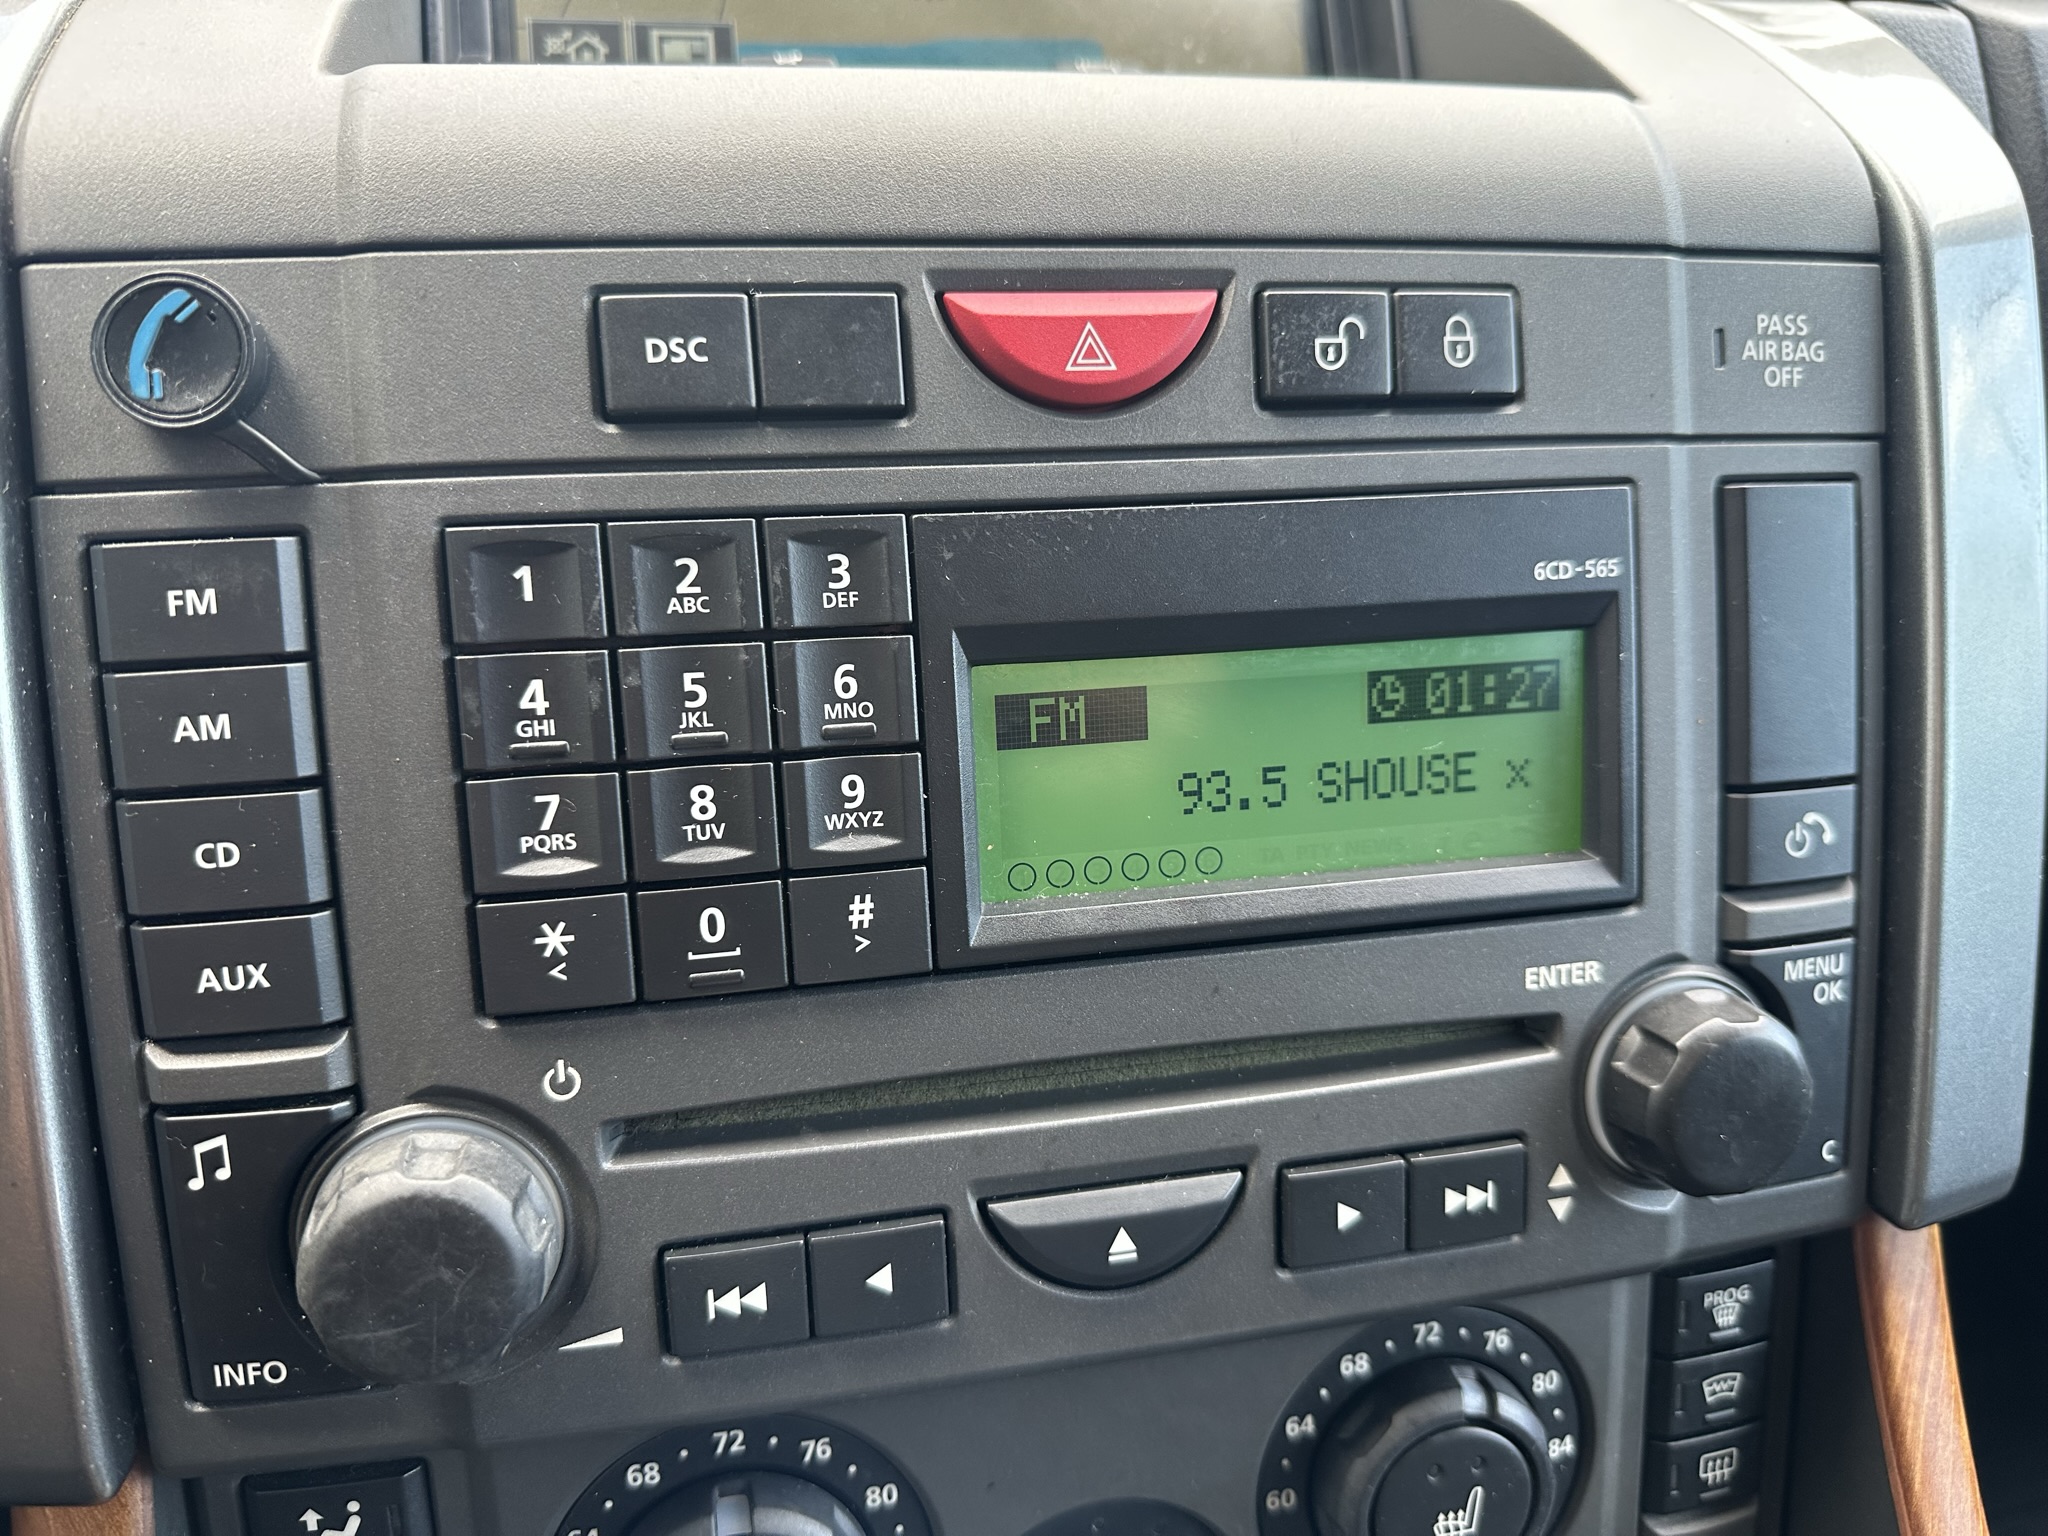 DSC
PASS
AIR BAG
OFF
FM
AM
CD
AUX
1
2
ABC
3
DEF
4
GHI
5
JKL
6
MNO
7
PQRS
8
TUV
9
WXYZ
*
<
0
#
>
6CD-565
FM
01:27
93.5 SHOUSE x
ENTER
MENU
OK
C
INFO
68 72 76 80
60 64 68 72 76 80 84
PROG